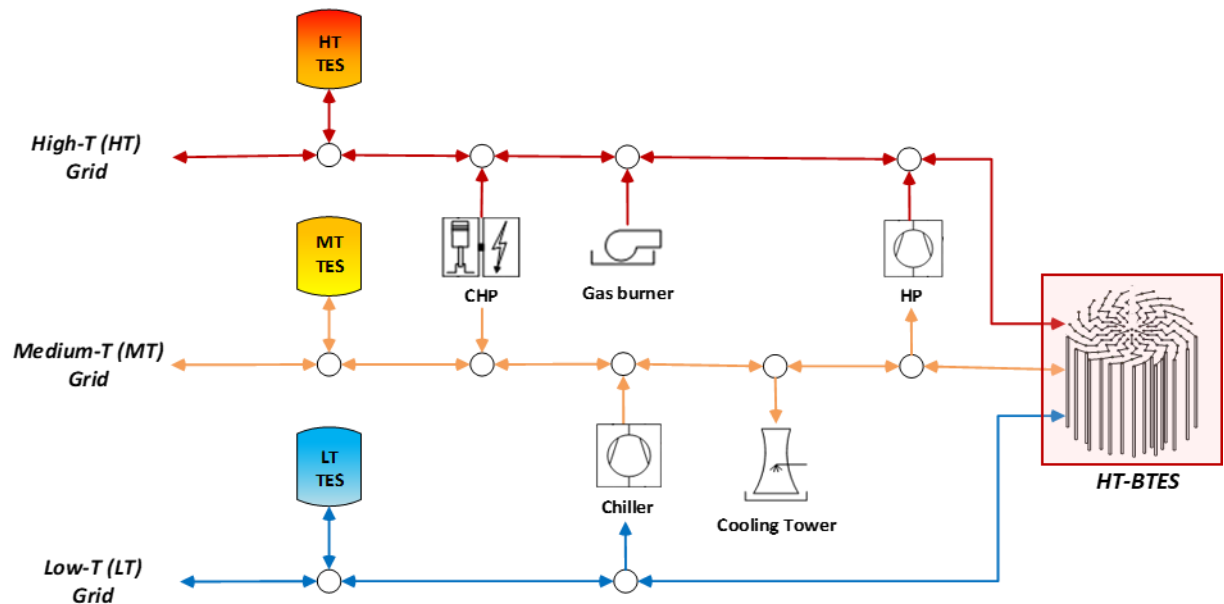 HT
TES
High-T (HT)
Grid
CHP
Gas burner
HP
MT
TES
Medium-T (MT)
Grid
HT-BTES
LT
TES
Chiller
Cooling Tower
Low-T (LT)
Grid